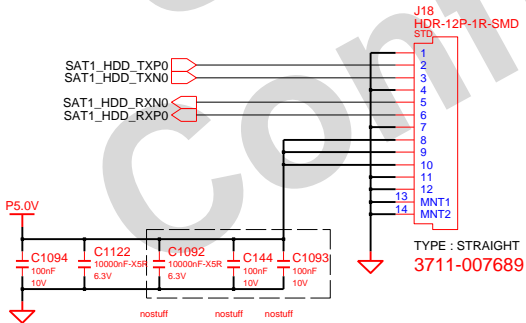 J18
HDR-12P-1R-SMD
STD
SAT1_HDD_TXP0
SAT1_HDD_TXN0
SAT1_HDD_RXN0
SAT1_HDD_RXP0
1
2
3
4
5
6
7
8
9
10
11
12
13 MNT1
14 MNT2
TYPE : STRAIGHT
3711-007689
P5.0V
C1094
100nF
10V
C1122
10000nF-X5R
6.3V
C1092
10000nF-X5R
6.3V
C144
100nF
10V
C1093
100nF
10V
nostuff nostuff nostuff
Conf